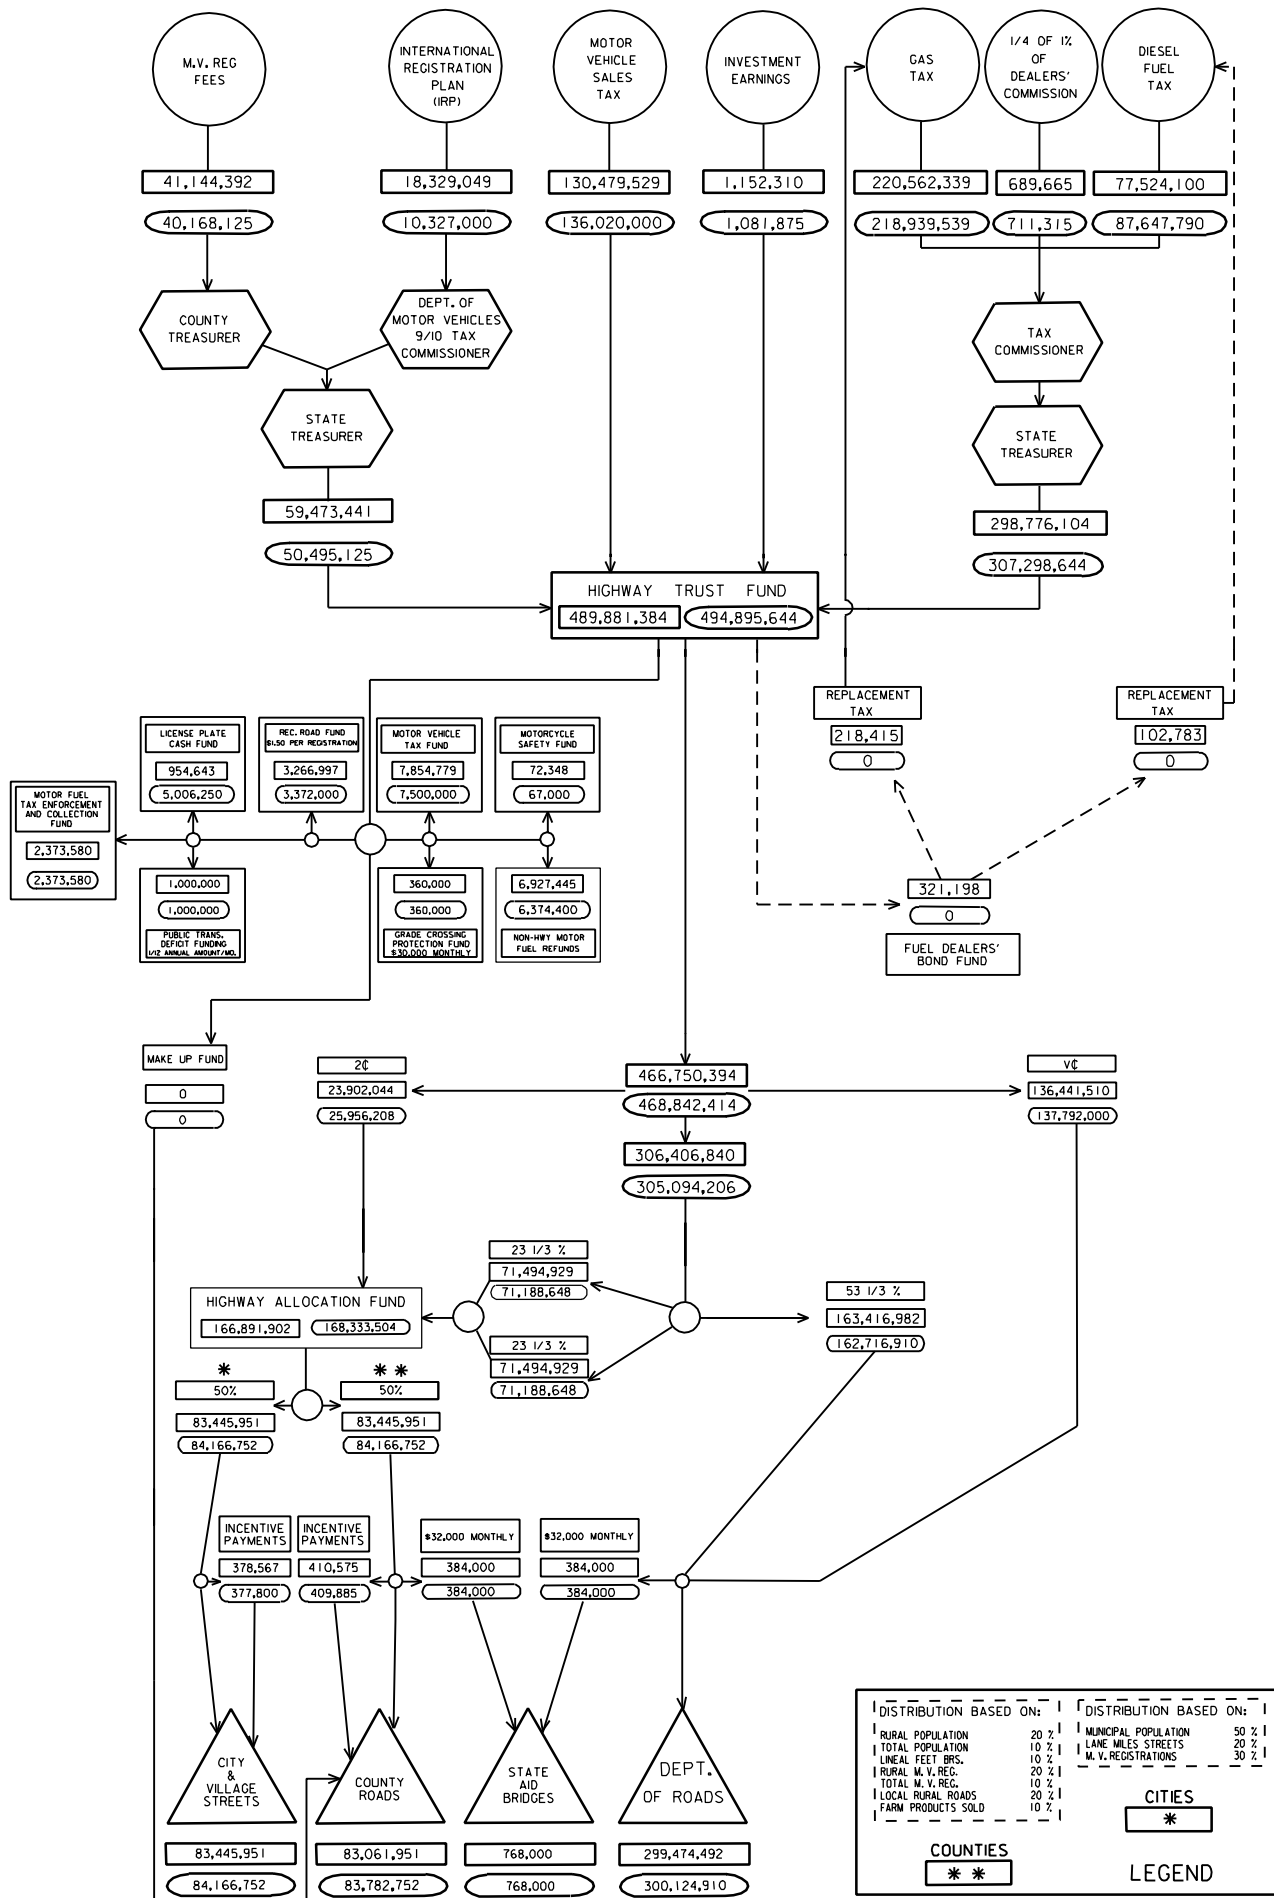 M.V. REG
FEES
INTERNATIONAL
REGISTRATION
PLAN
(IRP)
MOTOR
VEHICLE
SALES
TAX
INVESTMENT
EARNINGS
GAS
TAX
1/4 OF 1%
OF
DEALERS'
COMMISSION
DIESEL
FUEL
TAX
41,144,392
18,329,049
130,479,529
1,152,310
220,562,339
689,665
77,524,100
40,168,125
10,327,000
136,020,000
1,081,875
218,939,539
711,315
87,647,790
COUNTY
TREASURER
DEPT. OF
MOTOR VEHICLES
9/10 TAX
COMMISSIONER
TAX
COMMISSIONER
STATE
TREASURER
STATE
TREASURER
59,473,441
50,495,125
298,776,104
307,298,644
HIGHWAY TRUST FUND
489,881,384 494,895,644
REPLACEMENT
TAX
218,415
0
REPLACEMENT
TAX
102,783
0
LICENSE PLATE
CASH FUND
954,643
5,006,250
REC. ROAD FUND
$1.50 PER REGISTRATION
3,266,997
3,372,000
MOTOR VEHICLE
TAX FUND
7,854,779
7,500,000
MOTORCYCLE
SAFETY FUND
72,348
67,000
MOTOR FUEL
TAX ENFORCEMENT
AND COLLECTION
FUND
2,373,580
2,373,580
1,000,000
1,000,000
PUBLIC TRANS.
DEFICIT FUNDING
1/12 ANNUAL AMOUNT/MO.
360,000
360,000
GRADE CROSSING
PROTECTION FUND
$30,000 MONTHLY
6,927,445
6,374,400
NON-HWY MOTOR
FUEL REFUNDS
321,198
0
FUEL DEALERS'
BOND FUND
MAKE UP FUND
0
0
2¢
23,902,044
25,956,208
466,750,394
468,842,414
V¢
136,441,510
137,792,000
306,406,840
305,094,206
23 1/3 %
71,494,929
71,188,648
53 1/3 %
163,416,982
162,716,910
HIGHWAY ALLOCATION FUND
166,891,902 168,333,504
23 1/3 %
71,494,929
71,188,648
*
50%
83,445,951
84,166,752
* *
50%
83,445,951
84,166,752
INCENTIVE
PAYMENTS
378,567
377,800
INCENTIVE
PAYMENTS
410,575
409,885
$32,000 MONTHLY
384,000
384,000
$32,000 MONTHLY
384,000
384,000
CITY
&
VILLAGE
STREETS
COUNTY
ROADS
STATE
AID
BRIDGES
DEPT.
OF ROADS
83,445,951
83,061,951
768,000
299,474,492
84,166,752
83,782,752
768,000
300,124,910
DISTRIBUTION BASED ON:
RURAL POPULATION 20 %
TOTAL POPULATION 10 %
LINEAL FEET BRS. 10 %
RURAL M.V. REG. 20 %
TOTAL M.V. REG. 10 %
LOCAL RURAL ROADS 20 %
FARM PRODUCTS SOLD 10 %
DISTRIBUTION BASED ON:
MUNICIPAL POPULATION 50 %
LANE MILES STREETS 20 %
M.V. REGISTRATIONS 30 %
CITIES
*
COUNTIES
* *
LEGEND